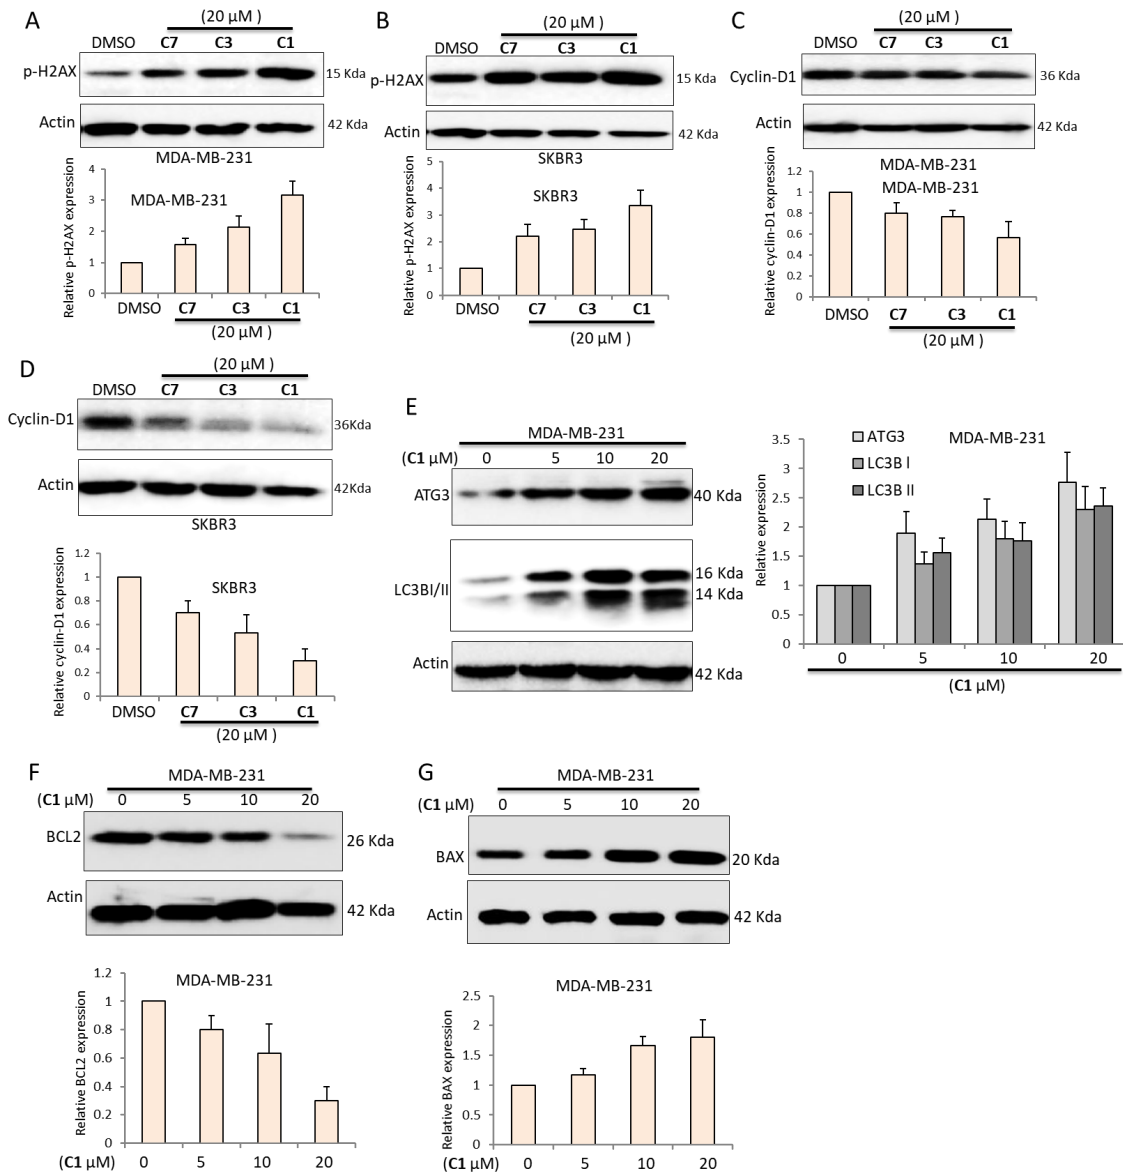 A
(20 µM )
DMSO C7 C3 C1
p-H2AX 15 Kda
Actin 42 Kda
MDA-MB-231
Relative p-H2AX expression
4
3
2
1
0
MDA-MB-231
DMSO C7 C3 C1
(20 µM )
B
(20 µM )
DMSO C7 C3 C1
p-H2AX 15 Kda
Actin 42 Kda
SKBR3
Relative p-H2AX expression
5
4
3
2
1
0
SKBR3
DMSO C7 C3 C1
(20 µM )
C
(20 µM )
DMSO C7 C3 C1
Cyclin-D1 36 Kda
Actin 42 Kda
MDA-MB-231
MDA-MB-231
Relative cyclin-D1 expression
1.2
1
0.8
0.6
0.4
0.2
0
DMSO C7 C3 C1
(20 µM )
D
(20 µM )
DMSO C7 C3 C1
Cyclin-D1 36Kda
Actin 42Kda
SKBR3
Relative cyclin-D1 expression
1.2
1
0.8
0.6
0.4
0.2
0
SKBR3
DMSO C7 C3 C1
(20 µM )
E
MDA-MB-231
(C1 µM) 0 5 10 20
ATG3 40 Kda
LC3BI/II 16 Kda
14 Kda
Actin 42 Kda
Relative expression
3.5
3
2.5
2
1.5
1
0.5
0
ATG3 MDA-MB-231
LC3B I
LC3B II
0 5 10 20
(C1 µM)
F
MDA-MB-231
(C1 µM) 0 5 10 20
BCL2 26 Kda
Actin 42 Kda
Relative BCL2 expression
1.2
1
0.8
0.6
0.4
0.2
0
MDA-MB-231
(C1 µM) 0 5 10 20
G
MDA-MB-231
(C1 µM) 0 5 10 20
BAX 20 Kda
Actin 42 Kda
MDA-MB-231
Relative BAX expression
2.5
2
1.5
1
0.5
0
(C1 µM) 0 5 10 20